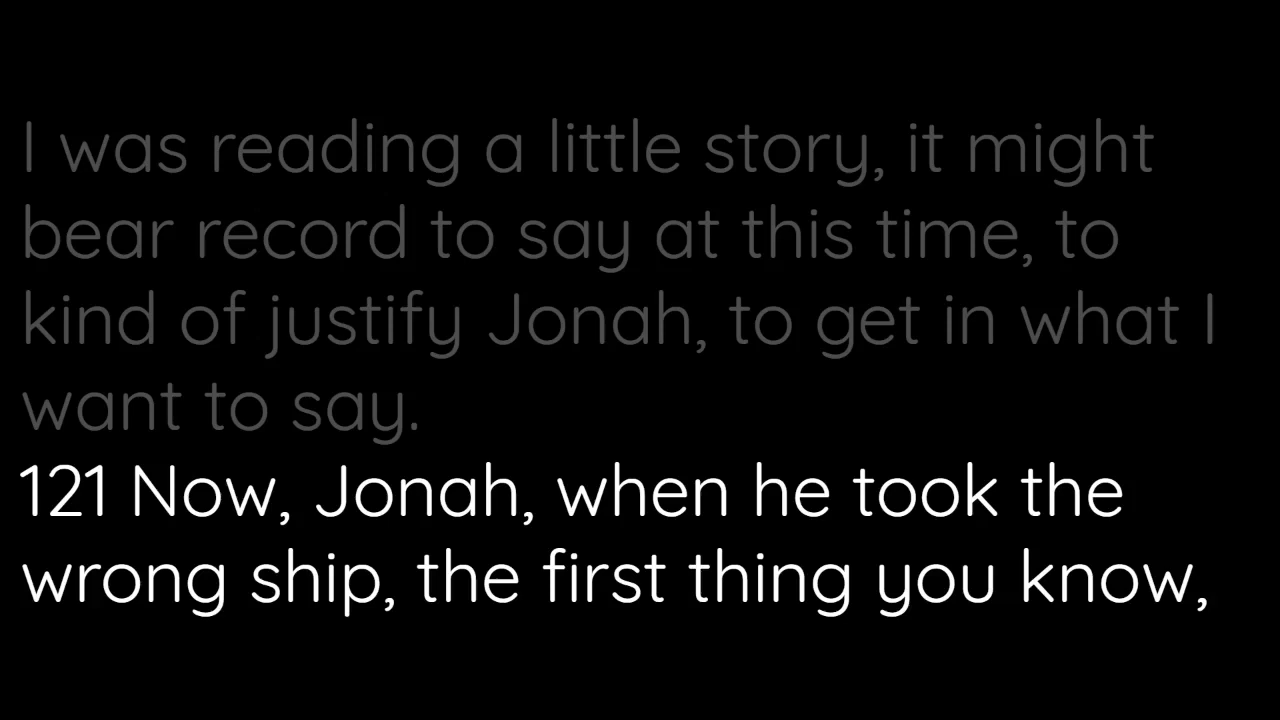 I was reading a little story, it might
bear record to say at this time, to
kind of justify Jonah, to get in what I
want to say.
121 Now, Jonah, when he took the
wrong ship, the first thing you know,